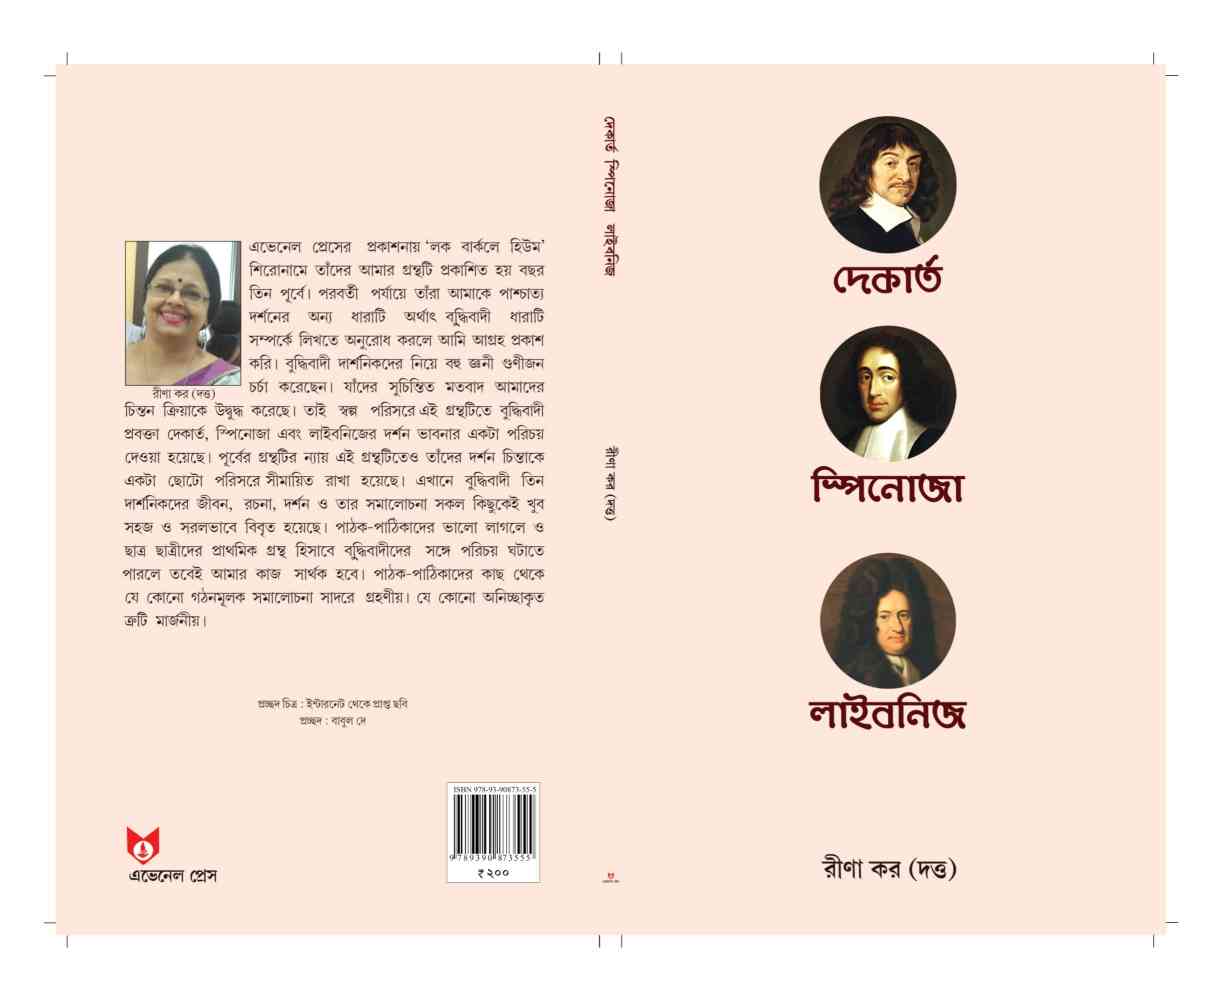 এভেনেল প্রেসের প্রকাশনায় ‘লক বার্কলে হিউম’
শিরোনামে তাঁদের আমার গ্রন্থটি প্রকাশিত হয় বছর
তিন পূর্বে। পরবর্তী পর্যায়ে তাঁরা আমাকে পাশ্চাত্য
দর্শনের অন্য ধারাটি অর্থাৎ বুদ্ধিবাদী ধারাটি
সম্পর্কে লিখতে অনুরোধ করলে আমি আগ্রহ প্রকাশ
করি। বুদ্ধিবাদী দার্শনিকদের নিয়ে বহু জ্ঞনী গুণীজন
চর্চা করেছেন। যাঁদের সুচিন্তিত মতবাদ আমাদের
রীণা কর (দত্ত)
চিন্তন ক্রিয়াকে উদ্বুদ্ধ করেছে। তাই স্বল্প পরিসরে এই গ্রন্থটিতে বুদ্ধিবাদী
প্রবক্তা দেকার্ত, স্পিনোজা এবং লাইবনিজের দর্শন ভাবনার একটা পরিচয়
দেওয়া হয়েছে। পূর্বের গ্রন্থটির ন্যায় এই গ্রন্থটিতেও তাঁদের দর্শন চিন্তাকে
একটা ছোটো পরিসরে সীমায়িত রাখা হয়েছে। এখানে বুদ্ধিবাদী তিন
দার্শনিকদের জীবন, রচনা, দর্শন ও তার সমালোচনা সকল কিছুকেই খুব
সহজ ও সরলভাবে বিবৃত হয়েছে। পাঠক-পাঠিকাদের ভালো লাগলে ও
ছাত্র ছাত্রীদের প্রাথমিক গ্রন্থ হিসাবে বুদ্ধিবাদীদের সঙ্গে পরিচয় ঘটাতে
পারলে তবেই আমার কাজ সার্থক হবে। পাঠক-পাঠিকাদের কাছ থেকে
যে কোনো গঠনমূলক সমালোচনা সাদরে গ্রহণীয়। যে কোনো অনিচ্ছাকৃত
ত্রুটি মার্জনীয়।
প্রচ্ছদ চিত্র : ইন্টারনেট থেকে প্রাপ্ত ছবি
প্রচ্ছদ : বাবুল দে
এভেনেল প্রেস
ISBN 978-93-90873-55-5
9 789390 873555
₹ ২০০
দেকার্ত স্পিনোজা লাইবনিজ
রীণা কর (দত্ত)
দেকার্ত
স্পিনোজা
লাইবনিজ
রীণা কর (দত্ত)